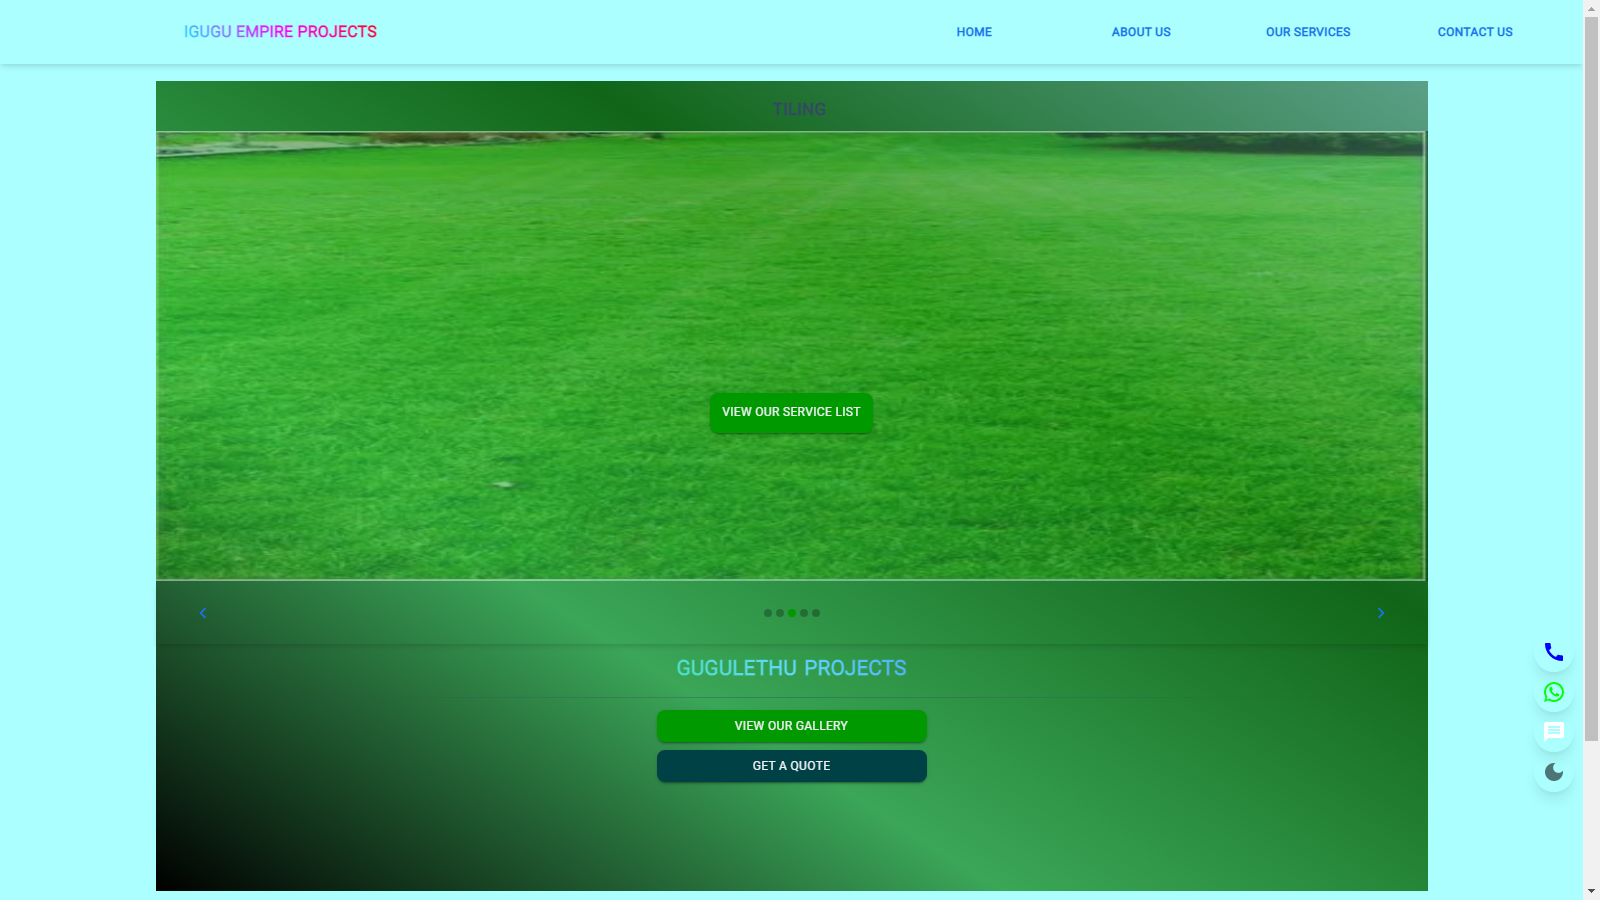 IGUGU EMPIRE PROJECTS
HOME
ABOUT US
OUR SERVICES
CONTACT US
TILING
VIEW OUR SERVICE LIST
GUGULETHU PROJECTS
VIEW OUR GALLERY
GET A QUOTE